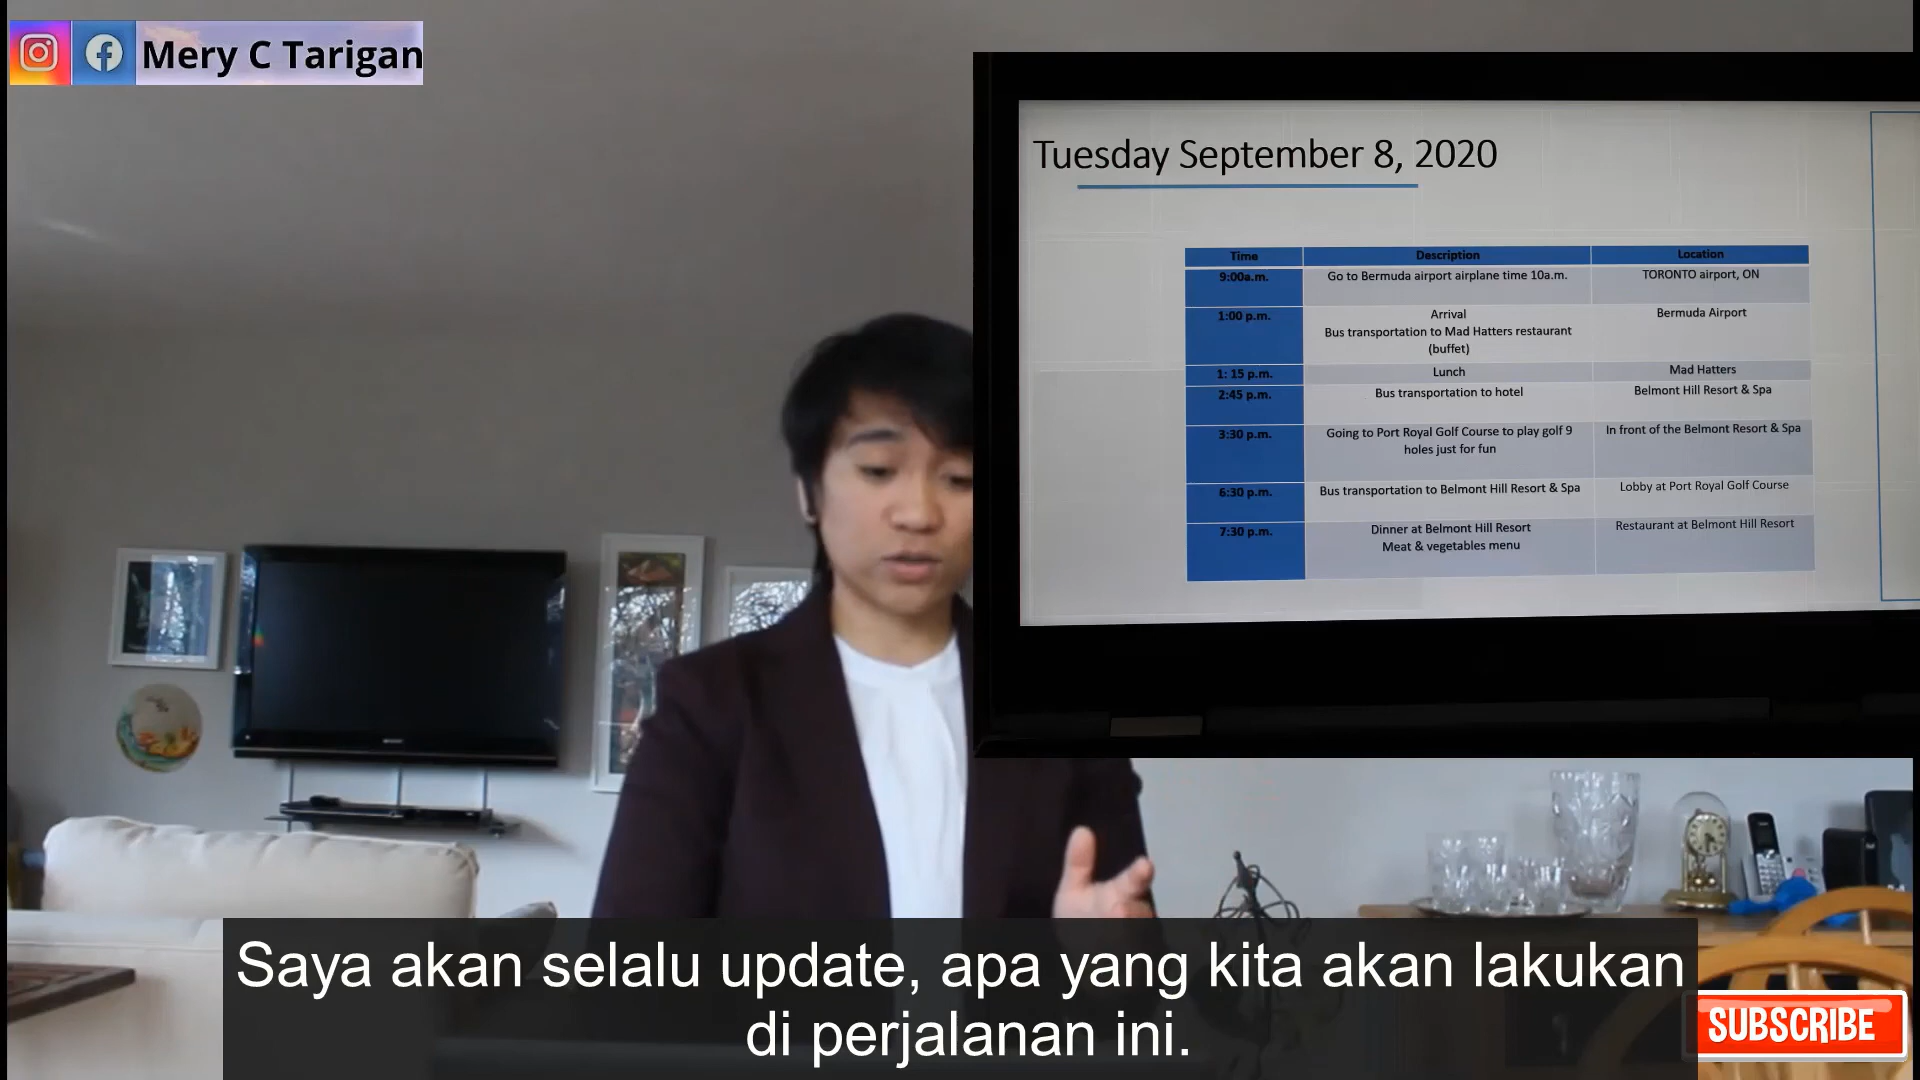 Mery C Tarigan
Tuesday September 8, 2020
Time Description Location
9:00a.m. Go to Bermuda airport airplane time 10a.m. TORONTO airport, ON
1:00 p.m. Arrival Bermuda Airport
Bus transportation to Mad Hatters restaurant
(buffet)
1: 15 p.m. Lunch Mad Hatters
2:45 p.m. Bus transportation to hotel Belmont Hill Resort & Spa
3:30 p.m. Going to Port Royal Golf Course to play golf 9 In front of the Belmont Resort & Spa
holes just for fun
6:30 p.m. Bus transportation to Belmont Hill Resort & Spa Lobby at Port Royal Golf Course
7:30 p.m. Dinner at Belmont Hill Resort Restaurant at Belmont Hill Resort
Meat & vegetables menu
Saya akan selalu update, apa yang kita akan lakukan
di perjalanan ini.
SUBSCRIBE